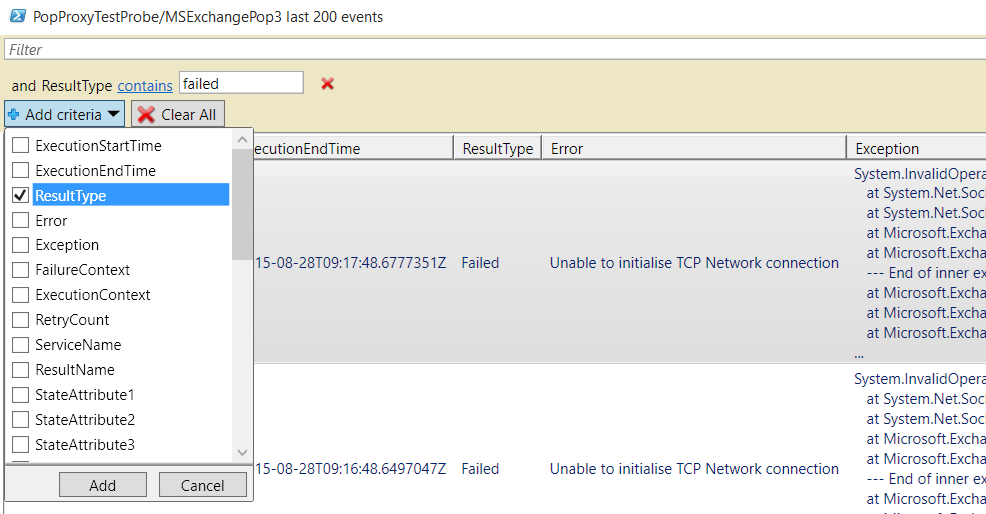 PopProxyTestProbe/MSExchangePop3 last 200 events
Filter
and ResultType contains failed
Add criteria Clear All
ExecutionStartTime
ExecutionEndTime
ResultType
Error
Exception
FailureContext
ExecutionContext
RetryCount
ServiceName
ResultName
StateAttribute1
StateAttribute2
StateAttribute3
Add Cancel
ecutionEndTime ResultType Error Exception
15-08-28T09:17:48.6777351Z Failed Unable to initialise TCP Network connection
System.InvalidOpera
at System.Net.Soc
at System.Net.Soc
at Microsoft.Excha
at Microsoft.Excha
--- End of inner ex
at Microsoft.Excha
at Microsoft.Excha
at Microsoft.Excha
...
15-08-28T09:16:48.6497047Z Failed Unable to initialise TCP Network connection
System.InvalidOpera
at System.Net.Soc
at System.Net.Soc
at Microsoft.Excha
at Microsoft.Excha
--- End of inner ex
at Microsoft.Excha